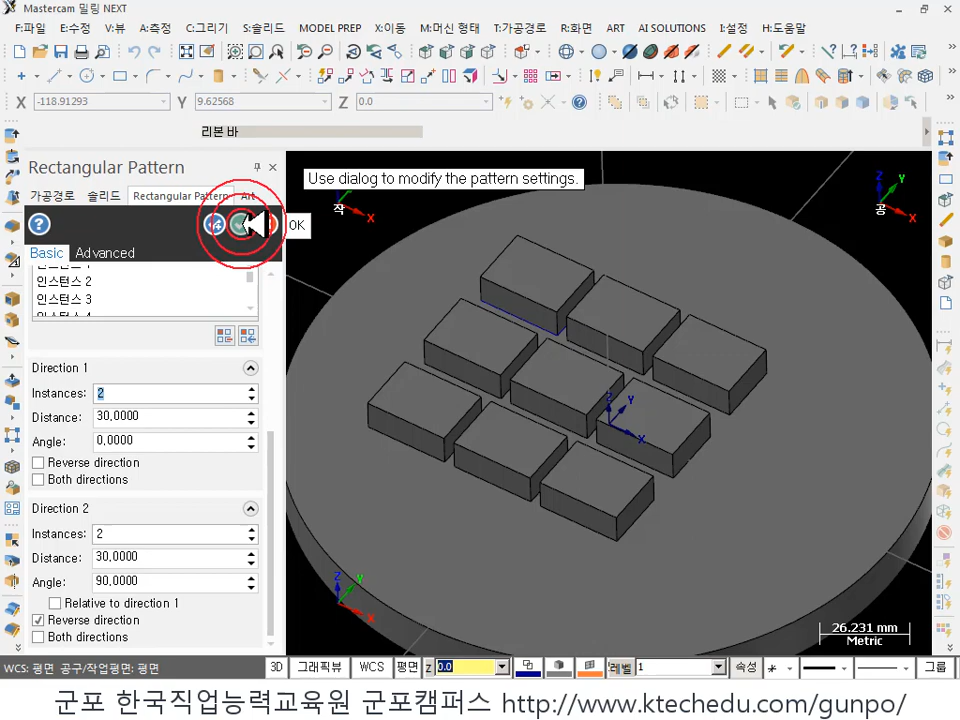 Mastercam 밀링 NEXT
F:파일 E:수정 V:뷰 A:측정 C:그리기 S:솔리드 MODEL PREP X:이동 M:머신 형태 T:가공경로 R:화면 ART AI SOLUTIONS I:설정 H:도움말
X -118.91293 Y 9.62568 Z 0.0
리본 바
Rectangular Pattern
가공경로 솔리드 Rectangular Pattern Art
Use dialog to modify the pattern settings.
OK
Basic Advanced
인스턴스 2
인스턴스 3
Direction 1
Instances: 2
Distance: 30.0000
Angle: 0.0000
Reverse direction
Both directions
Direction 2
Instances: 2
Distance: 30.0000
Angle: 90.0000
Relative to direction 1
Reverse direction
Both directions
작 X
Z Y 공 X
Z Y X
Z Y X
26.231 mm
Metric
WCS: 평면 공구/작업평면: 평면 3D 그래픽뷰 WCS 평면 Z 0.0 레벨 1 속성 그룹
군포 한국직업능력교육원 군포캠퍼스 http://www.ktechedu.com/gunpo/